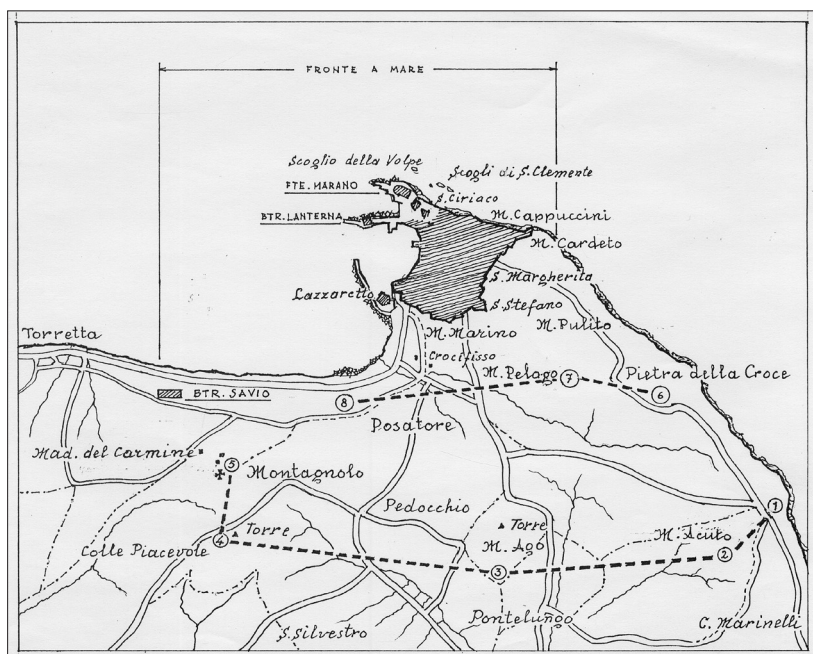 FRONTE A MARE
Scoglio della Volpe
Scogli di S. Clemente
FTE. MARANO
S. Ciriaco
BTR. LANTERNA
M. Cappuccini
M. Cardeto
S. Margherita
Lazzaretto
S. Stefano
M. Pulito
Torretta
M. Marino
Crocifisso
M. Pelago
7
Pietra della Croce
6
BTR. SAVIO
8
Posatore
Mad. del Carmine
5
Montagnolo
Pedocchio
1
Torre
Torre
M. Acuto
Colle Piacevole
4
M. Ago
2
3
Pontelungo
C. Marinelli
S. Silvestro